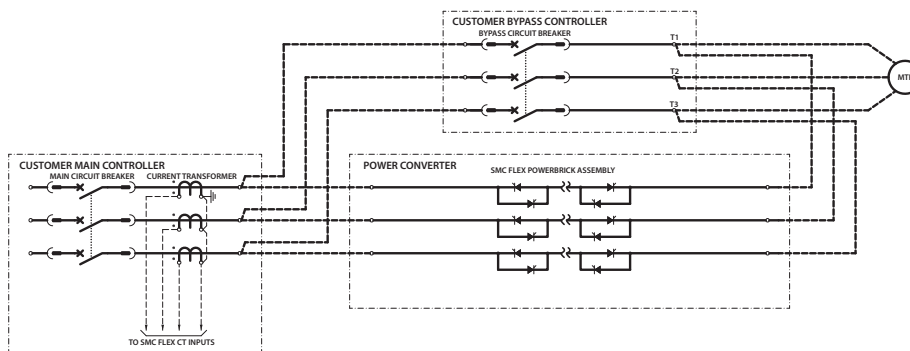 CUSTOMER BYPASS CONTROLLER
BYPASS CIRCUIT BREAKER
T1
T2
T3
MTR
CUSTOMER MAIN CONTROLLER
MAIN CIRCUIT BREAKER
CURRENT TRANSFORMER
POWER CONVERTER
SMC FLEX POWERBRICK ASSEMBLY
TO SMC FLEX CT INPUTS